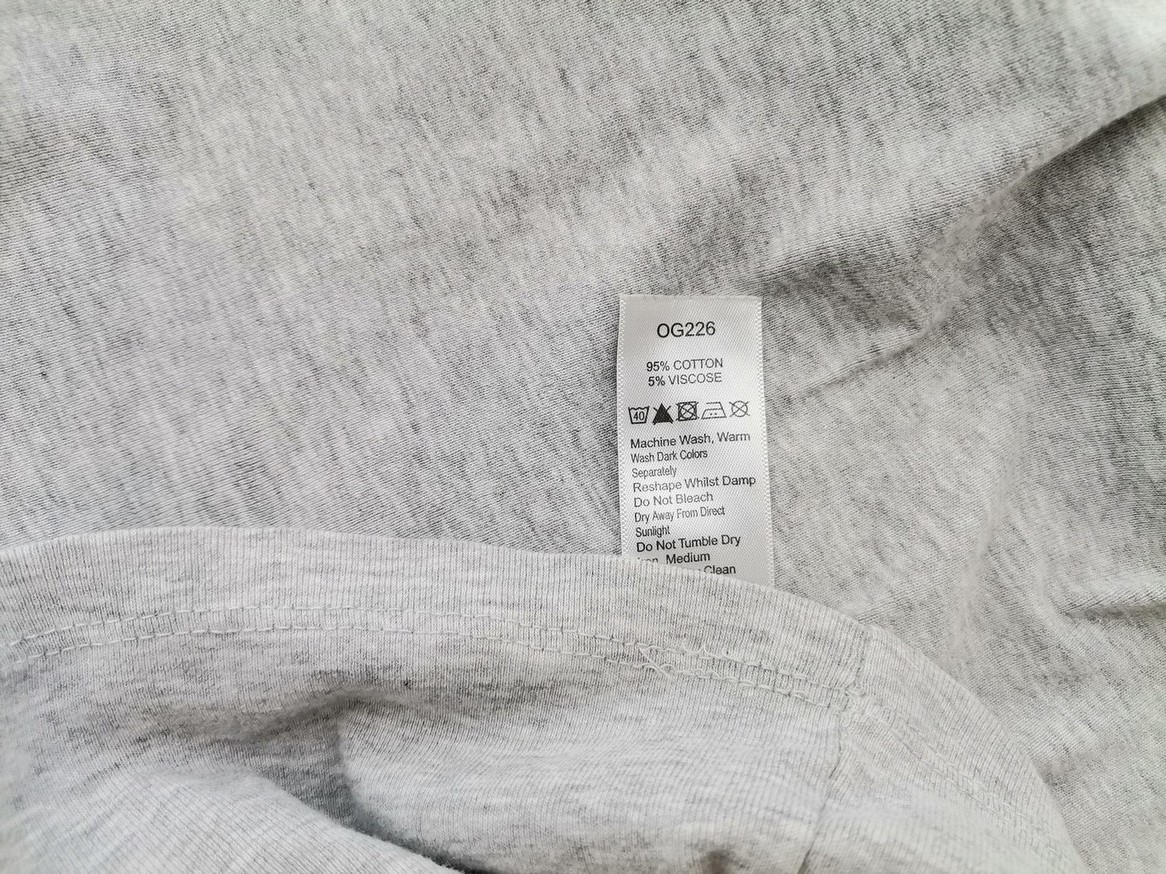 OG226
95% COTTON
5% VISCOSE
40
Machine Wash, Warm
Wash Dark Colors
Separately
Reshape Whilst Damp
Do Not Bleach
Dry Away From Direct
Sunlight
Do Not Tumble Dry
Medium
Clean